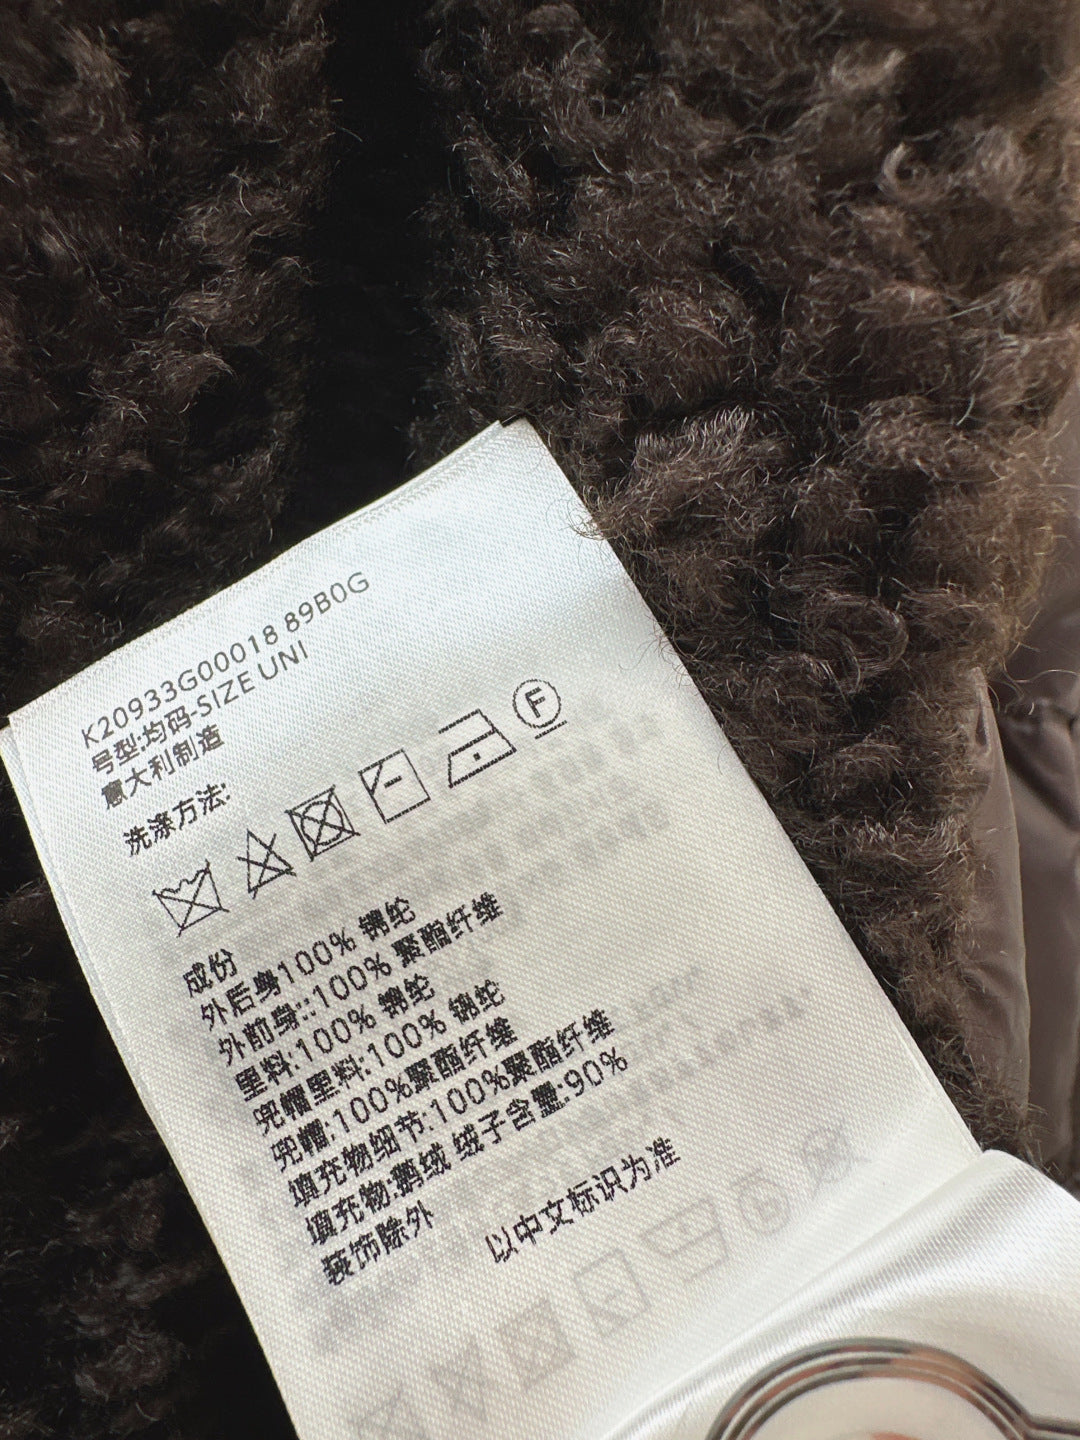 K20933G00018 89B0G
号型:均码-SIZE UNI
意大利制造
洗涤方法:
F
成份
外后身100% 锦纶
外前身::100% 聚酯纤维
里料:100% 锦纶
兜帽里料:100% 锦纶
兜帽:100%聚酯纤维
填充物细节:100%聚酯纤维
填充物:鹅绒 绒子含量:90%
装饰除外
以中文标识为准